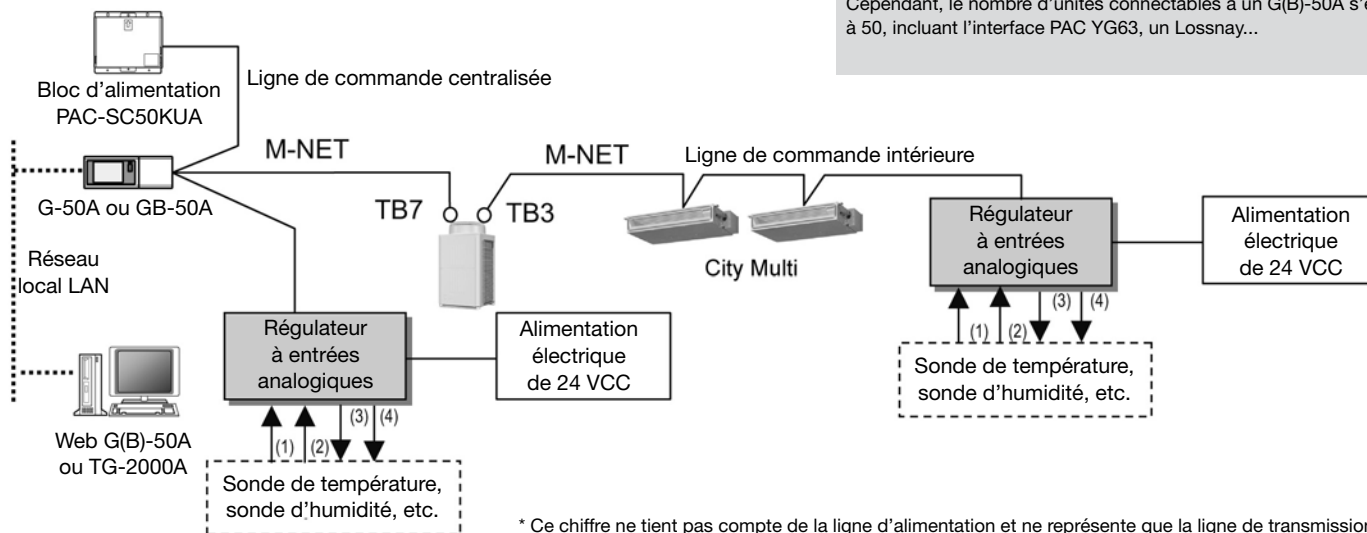 Cependant, le nombre d'unités connectables à un G(B)-50A
à 50, incluant l'interface PAC YG63, un Lossnay...
Bloc d'alimentation
PAC-SC50KUA
Ligne de commande centralisée
M-NET
M-NET
Ligne de commande intérieure
G-50A ou GB-50A
TB7
TB3
City Multi
Régulateur
à entrées
analogiques
Alimentation
électrique
de 24 VCC
(1)
(2)
(3)
(4)
Sonde de température,
sonde d'humidité, etc.
Réseau
local LAN
Régulateur
à entrées
analogiques
Alimentation
électrique
de 24 VCC
(1)
(2)
(3)
(4)
Sonde de température,
sonde d'humidité, etc.
Web G(B)-50A
ou TG-2000A
* Ce chiffre ne tient pas compte de la ligne d'alimentation et ne représente que la ligne de transmission